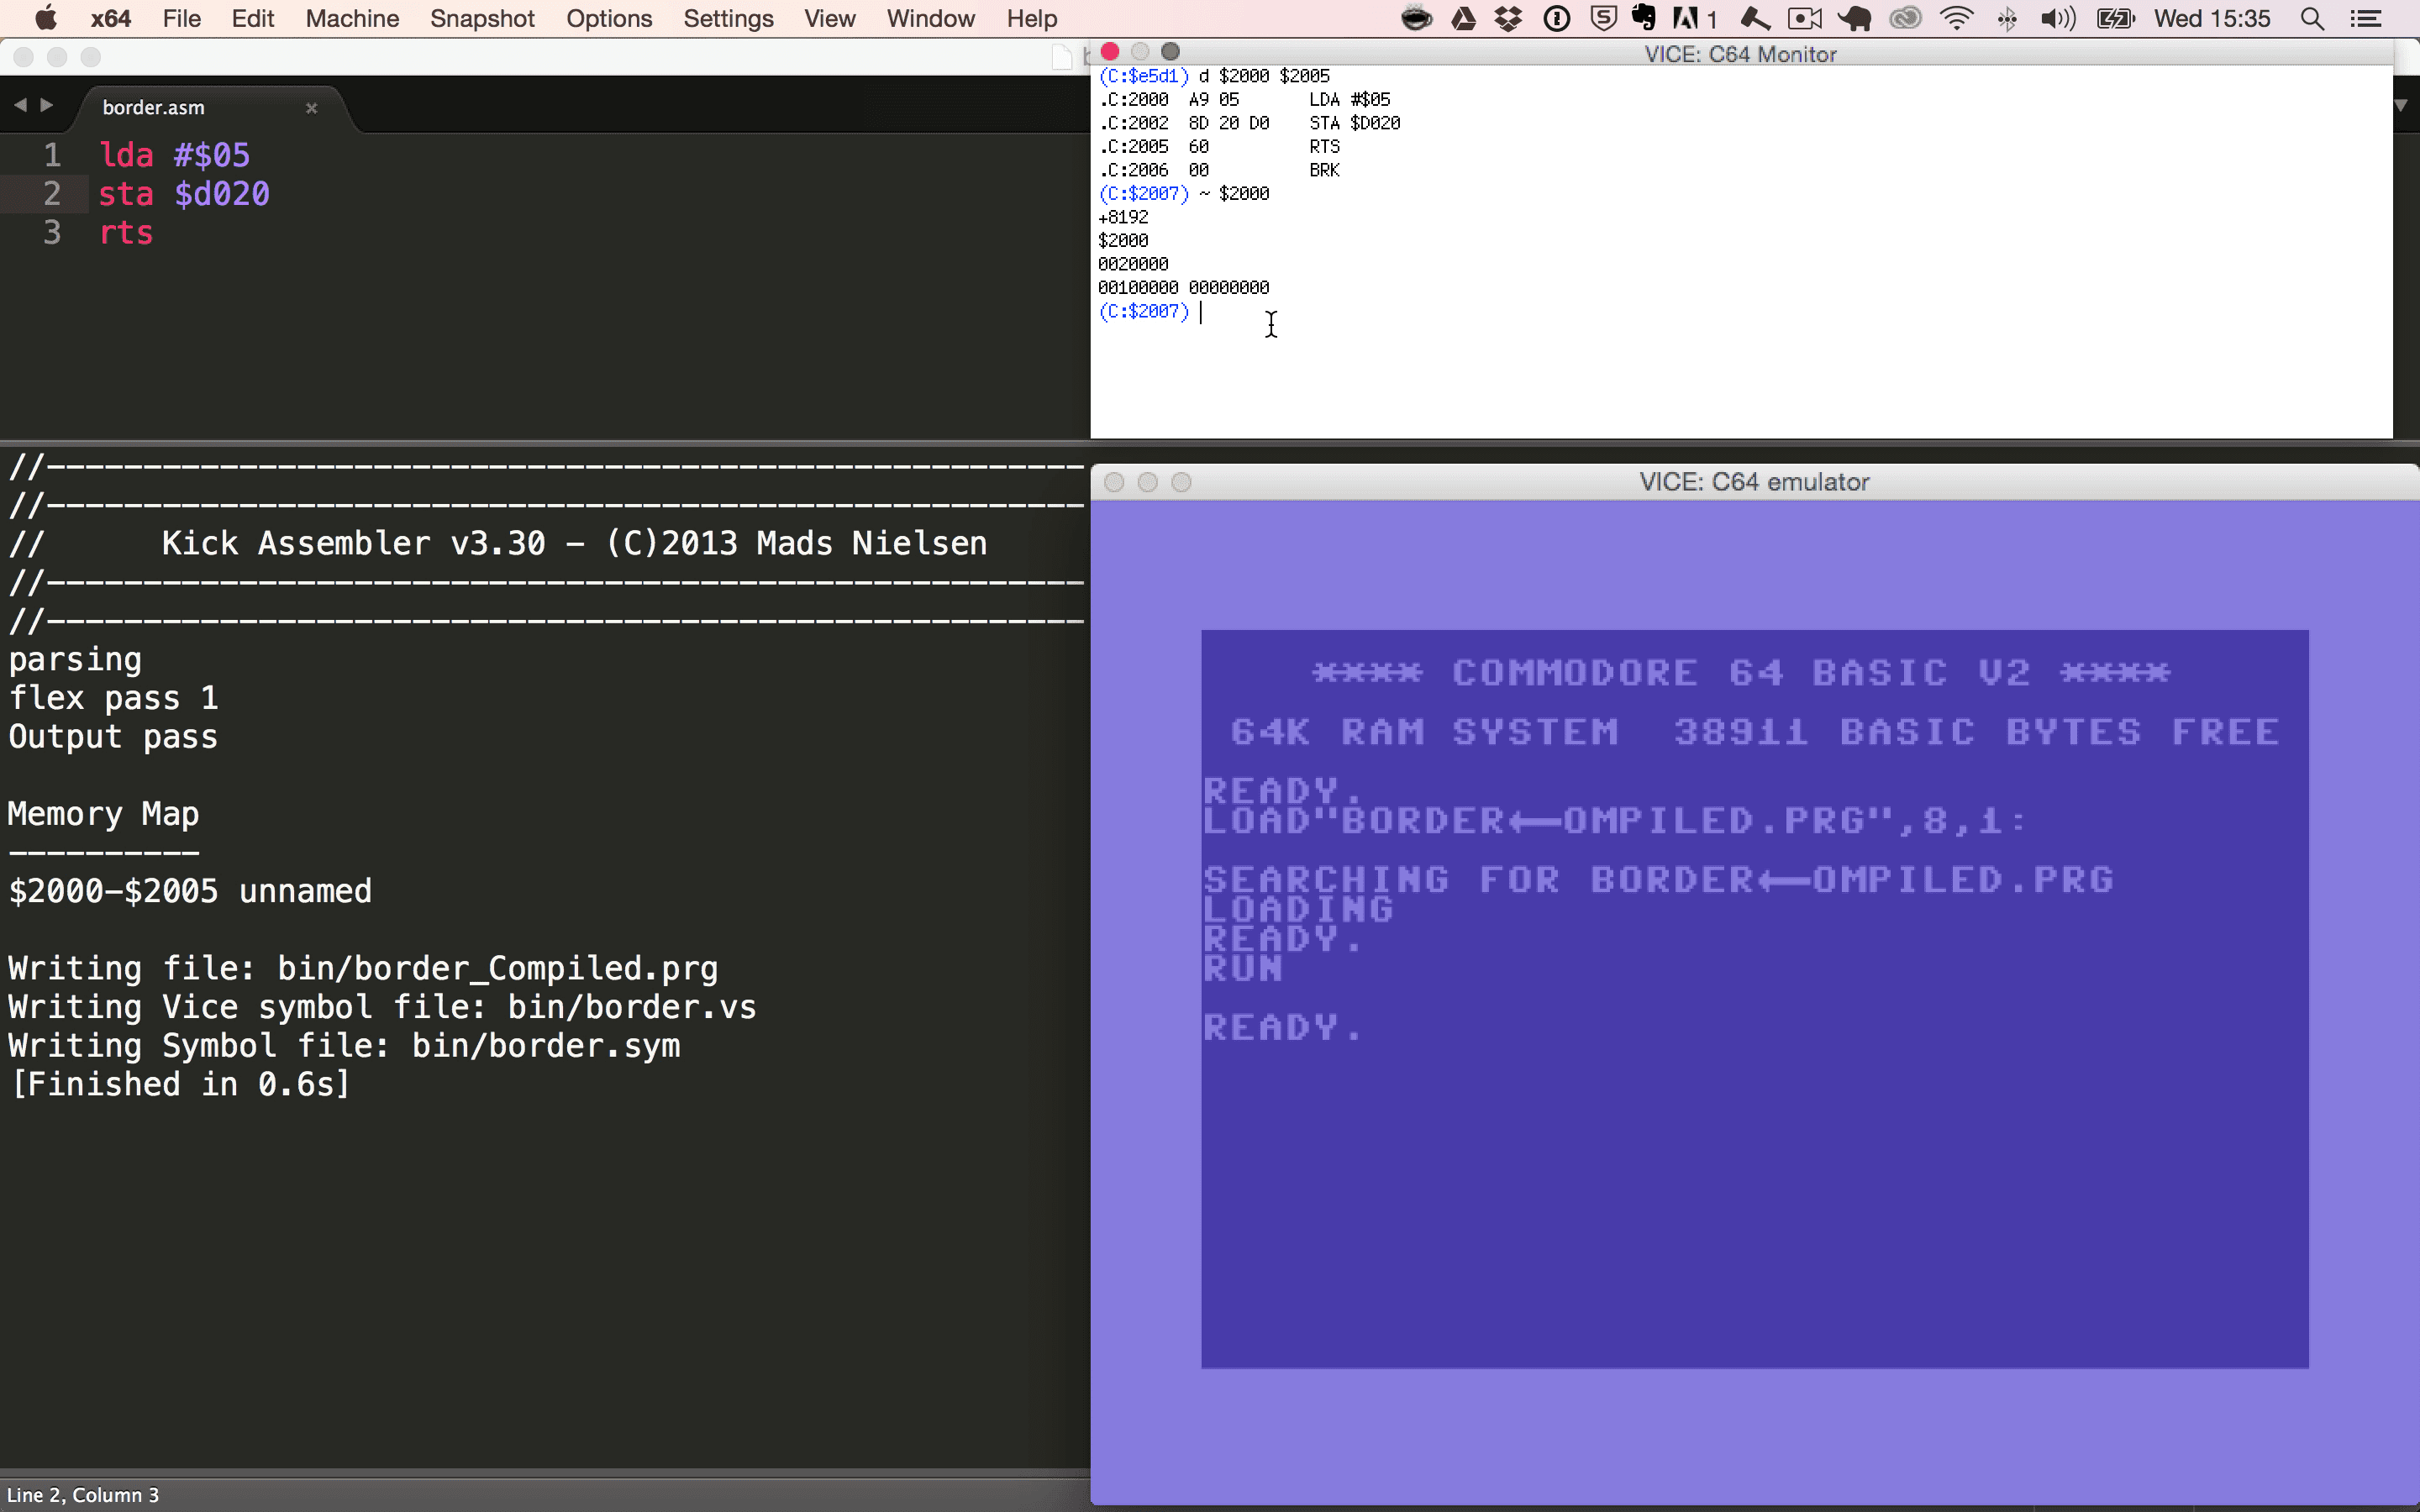 x64 File Edit Machine Snapshot Options Settings View Window Help 1 Wed 15:35
border.asm
1 lda #$05
2 sta $d020
3 rts
VICE: C64 Monitor
(C:$e5d1) d $2000 $2005
.C:2000 A9 05 LDA #$05
.C:2002 8D 20 D0 STA $D020
.C:2005 60 RTS
.C:2006 00 BRK
(C:$2007) ~ $2000
+8192
$2000
0020000
00100000 00000000
(C:$2007)
//------------------------------------------------------
//------------------------------------------------------
// Kick Assembler v3.30 - (C)2013 Mads Nielsen
//------------------------------------------------------
//------------------------------------------------------
parsing
flex pass 1
Output pass
Memory Map
----------
$2000-$2005 unnamed
Writing file: bin/border_Compiled.prg
Writing Vice symbol file: bin/border.vs
Writing Symbol file: bin/border.sym
[Finished in 0.6s]
Line 2, Column 3
VICE: C64 emulator
**** COMMODORE 64 BASIC V2 ****
64K RAM SYSTEM 38911 BASIC BYTES FREE
READY.
LOAD"BORDER←─OMPILED.PRG",8,1:
SEARCHING FOR BORDER←─OMPILED.PRG
LOADING
READY.
RUN
READY.